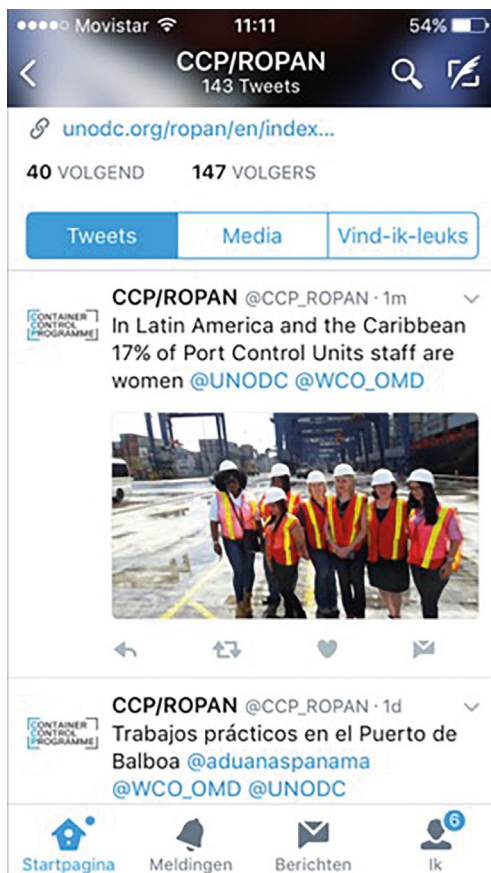 Movistar 11:11 54%
CCP/ROPAN
143 Tweets
unodc.org/ropan/en/index...
40 VOLGEND 147 VOLGERS
Tweets Media Vind-ik-leuks
CCP/ROPAN @CCP_ROPAN · 1m
CONTAINER
CONTROL
PROGRAMME
In Latin America and the Caribbean
17% of Port Control Units staff are
women @UNODC @WCO_OMD
CCP/ROPAN @CCP_ROPAN · 1d
CONTAINER
CONTROL
PROGRAMME
Trabajos prácticos en el Puerto de
Balboa @aduanaspanama
@WCO_OMD @UNODC
6
Startpagina Meldingen Berichten Ik